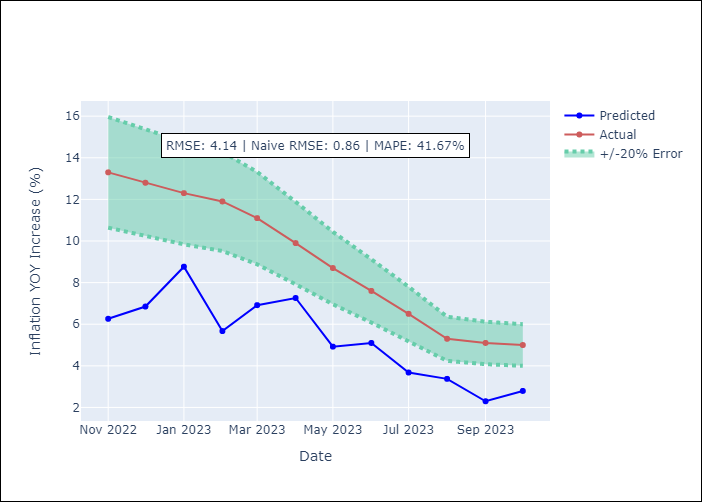 RMSE: 4.14 | Naive RMSE: 0.86 | MAPE: 41.67%
Predicted
Actual
+/-20% Error
Inflation YOY Increase (%)
16
14
12
10
8
6
4
2
Nov 2022 Jan 2023 Mar 2023 May 2023 Jul 2023 Sep 2023
Date